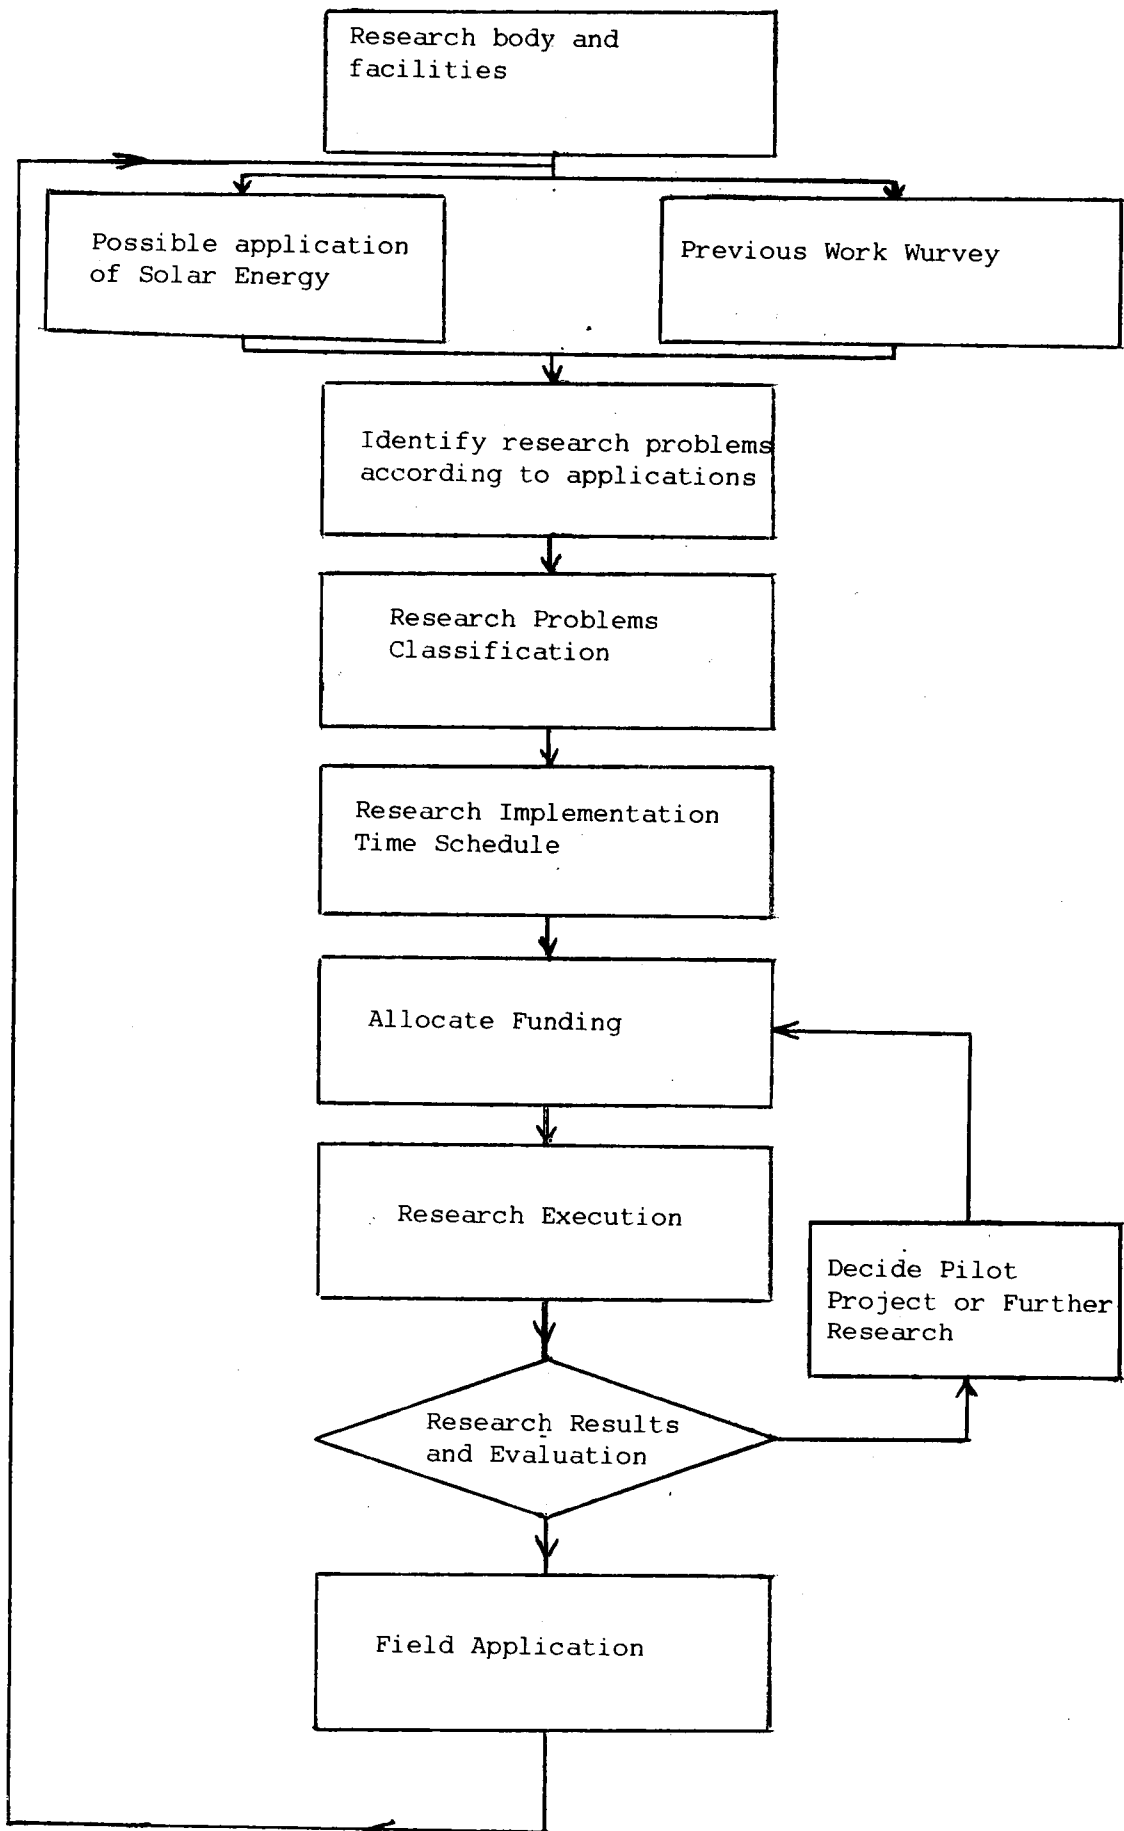 Research body and
facilities
Possible application
of Solar Energy
Previous Work Wurvey
Identify research problems
according to applications
Research Problems
Classification
Research Implementation
Time Schedule
Allocate Funding
Research Execution
Decide Pilot
Project or Further
Research
Research Results
and Evaluation
Field Application